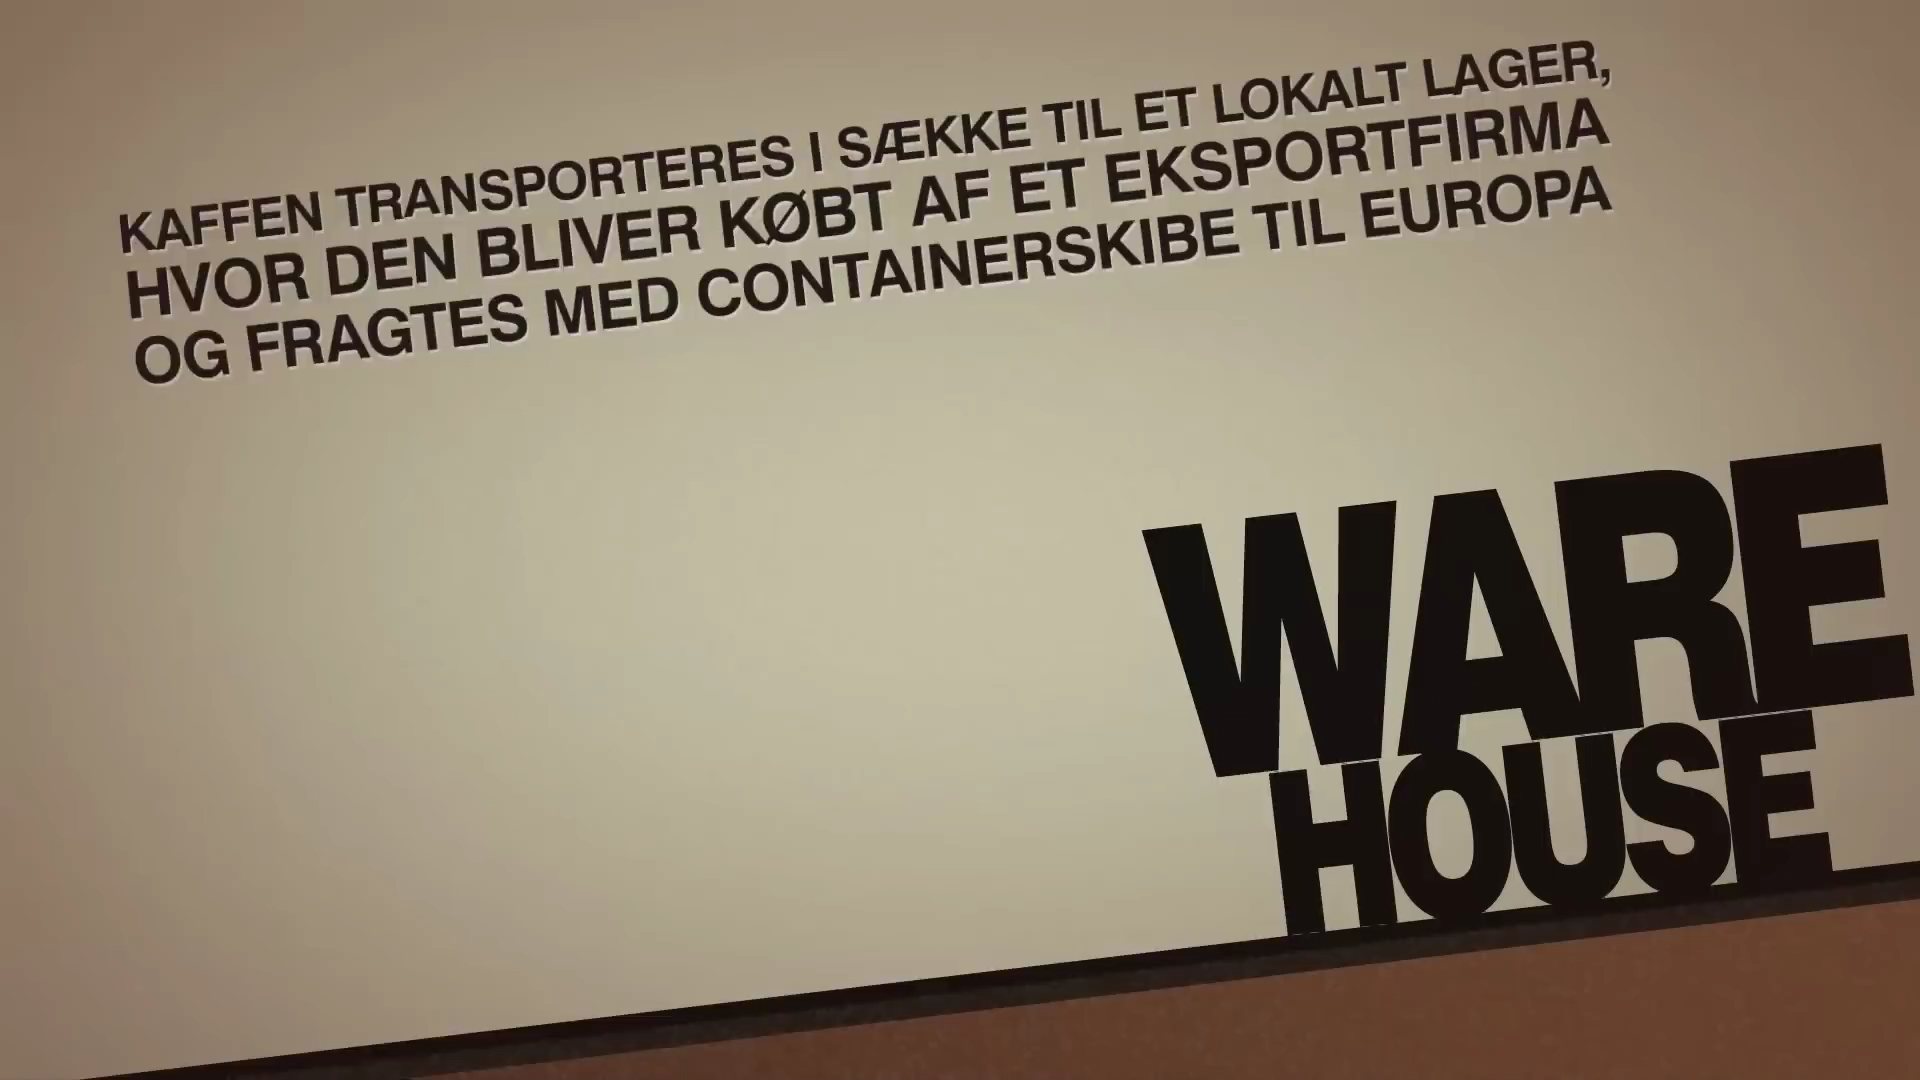 KAFFEN TRANSPORTERES I SÆKKE TIL ET LOKALT LAGER,
HVOR DEN BLIVER KØBT AF ET EKSPORTFIRMA
OG FRAGTES MED CONTAINERSKIBE TIL EUROPA
WARE
HOUSE